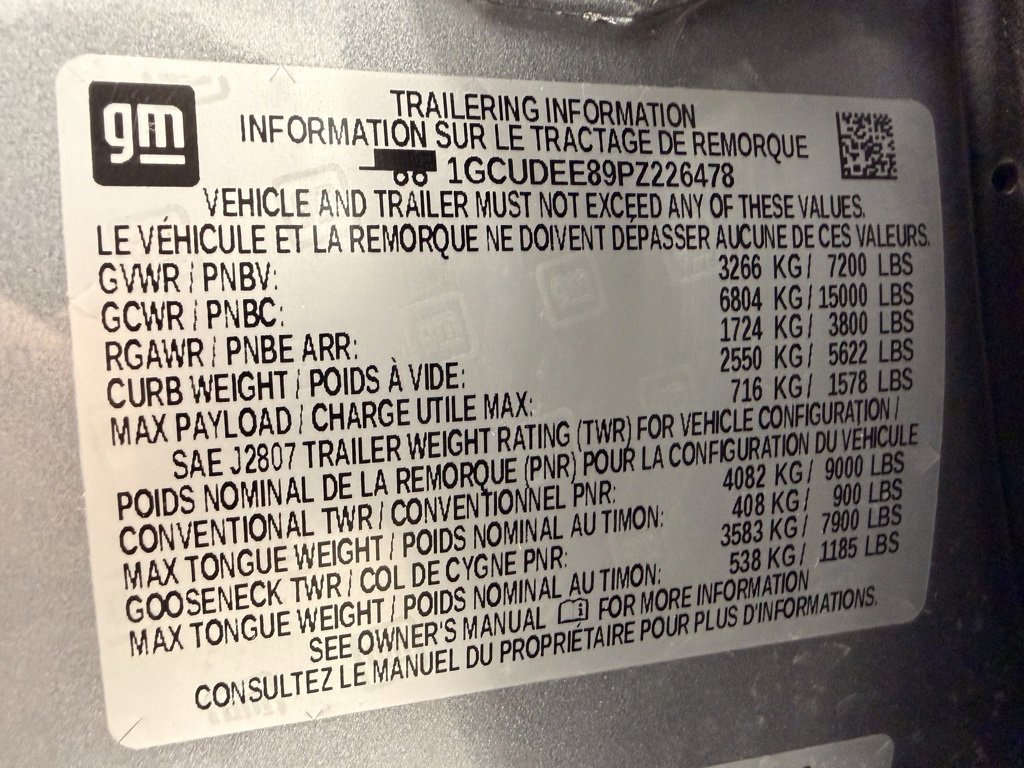 gm
TRAILERING INFORMATION
INFORMATION SUR LE TRACTAGE DE REMORQUE
1GCUDEE89PZ226478
VEHICLE AND TRAILER MUST NOT EXCEED ANY OF THESE VALUES.
LE VÉHICULE ET LA REMORQUE NE DOIVENT DÉPASSER AUCUNE DE CES VALEURS.
GVWR / PNBV: 3266 KG / 7200 LBS
GCWR / PNBC: 6804 KG / 15000 LBS
RGAWR / PNBE ARR: 1724 KG / 3800 LBS
CURB WEIGHT / POIDS À VIDE: 2550 KG / 5622 LBS
MAX PAYLOAD / CHARGE UTILE MAX: 716 KG / 1578 LBS
SAE J2807 TRAILER WEIGHT RATING (TWR) FOR VEHICLE CONFIGURATION /
POIDS NOMINAL DE LA REMORQUE (PNR) POUR LA CONFIGURATION DU VÉHICULE
CONVENTIONAL TWR / CONVENTIONNEL PNR: 4082 KG / 9000 LBS
MAX TONGUE WEIGHT / POIDS NOMINAL AU TIMON: 408 KG / 900 LBS
GOOSENECK TWR / COL DE CYGNE PNR: 3583 KG / 7900 LBS
MAX TONGUE WEIGHT / POIDS NOMINAL AU TIMON: 538 KG / 1185 LBS
SEE OWNER'S MANUAL FOR MORE INFORMATION
CONSULTEZ LE MANUEL DU PROPRIÉTAIRE POUR PLUS D'INFORMATIONS.